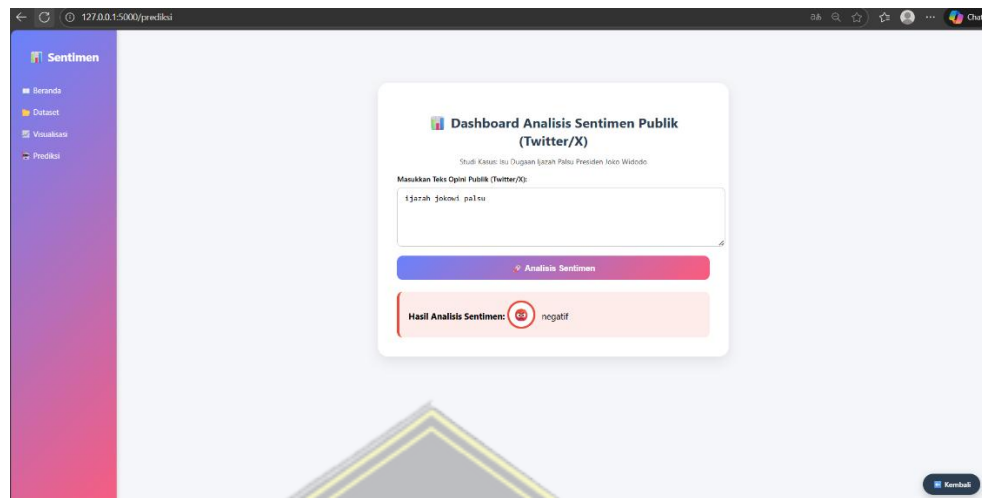 127.0.0.1:5000/prediksi
Chat
Sentimen
Beranda
Dataset
Visualisasi
Prediksi
Dashboard Analisis Sentimen Publik
(Twitter/X)
Studi Kasus: Isu Dugaan Ijazah Palsu Presiden Joko Widodo
Masukkan Teks Opini Publik (Twitter/X):
ijazah jokowi palsu
Analisis Sentimen
Hasil Analisis Sentimen: negatif
Kembali